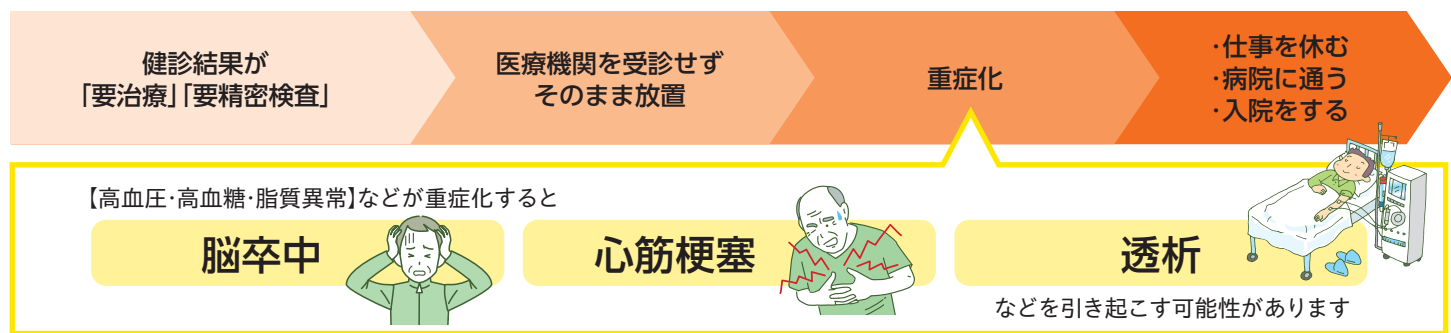 健診結果が
「要治療」「要精密検査」
医療機関を受診せず
そのまま放置
重症化
・仕事を休む
・病院に通う
・入院をする
【高血圧・高血糖・脂質異常】などが重症化すると
脳卒中
心筋梗塞
透析
などを引き起こす可能性があります